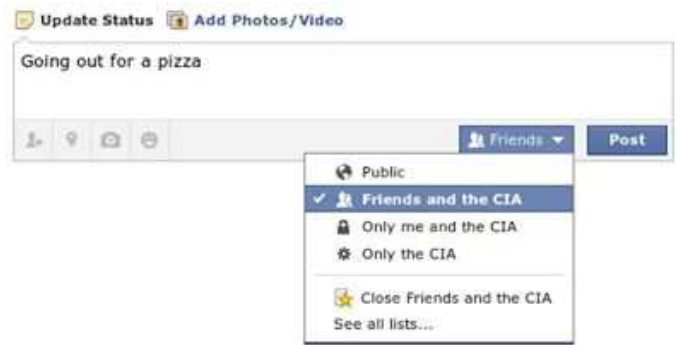 Update Status Add Photos/Video
Going out for a pizza
Friends Post
Public
Friends and the CIA
Only me and the CIA
Only the CIA
Close Friends and the CIA
See all lists...